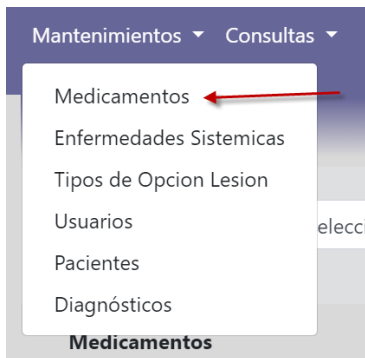 Mantenimientos Consultas
Medicamentos
Enfermedades Sistemicas
Tipos de Opcion Lesion
Usuarios
Pacientes
Diagnósticos
Medicamentos